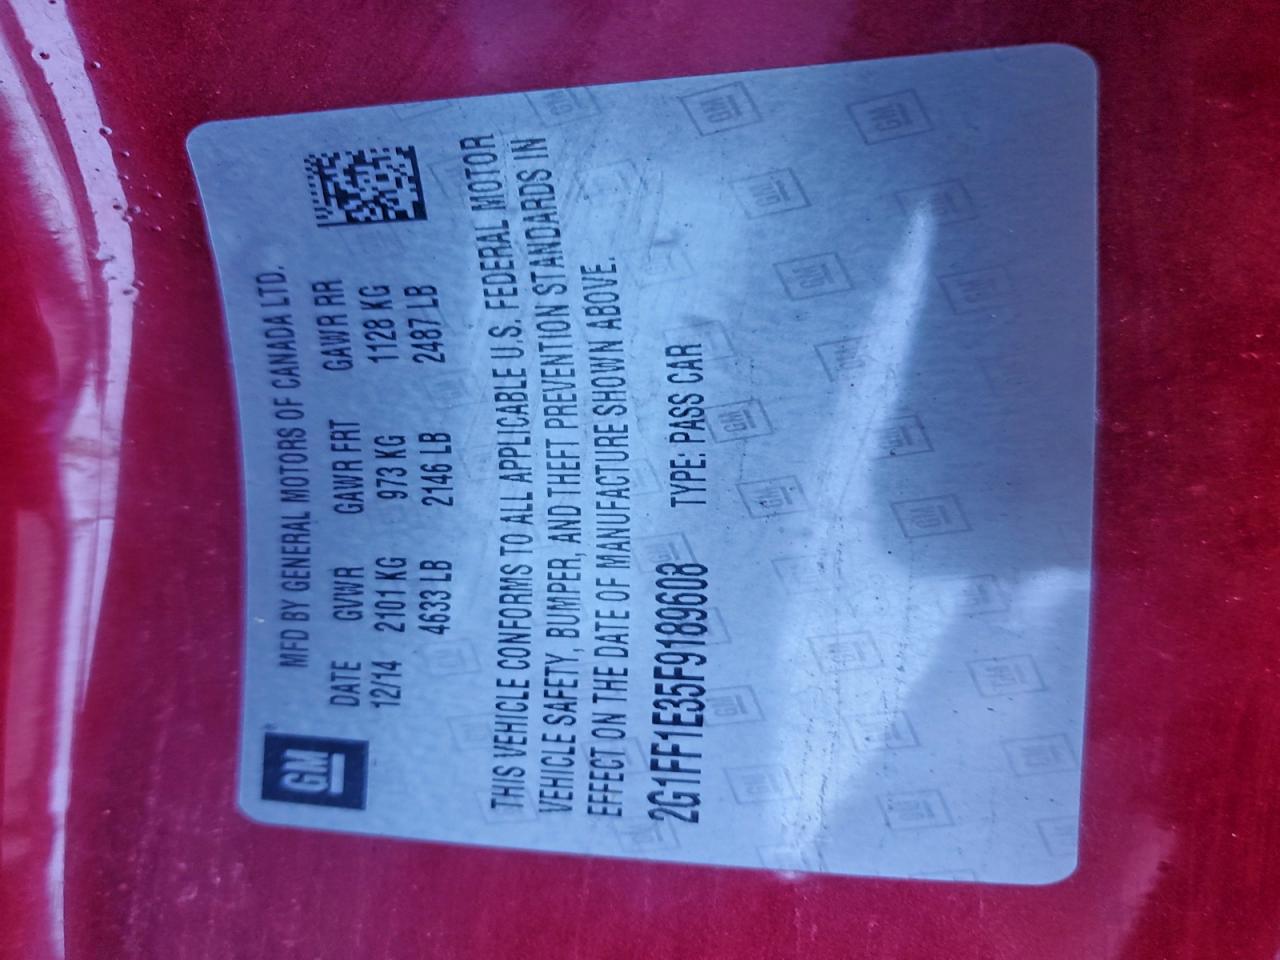 GM
MFD BY GENERAL MOTORS OF CANADA LTD.
DATE GVWR GAWR FRT GAWR RR
12/14 2101 KG 973 KG 1128 KG
4633 LB 2146 LB 2487 LB
THIS VEHICLE CONFORMS TO ALL APPLICABLE U.S. FEDERAL MOTOR
VEHICLE SAFETY, BUMPER, AND THEFT PREVENTION STANDARDS IN
EFFECT ON THE DATE OF MANUFACTURE SHOWN ABOVE.
2G1FF1E35F9189608 TYPE: PASS CAR